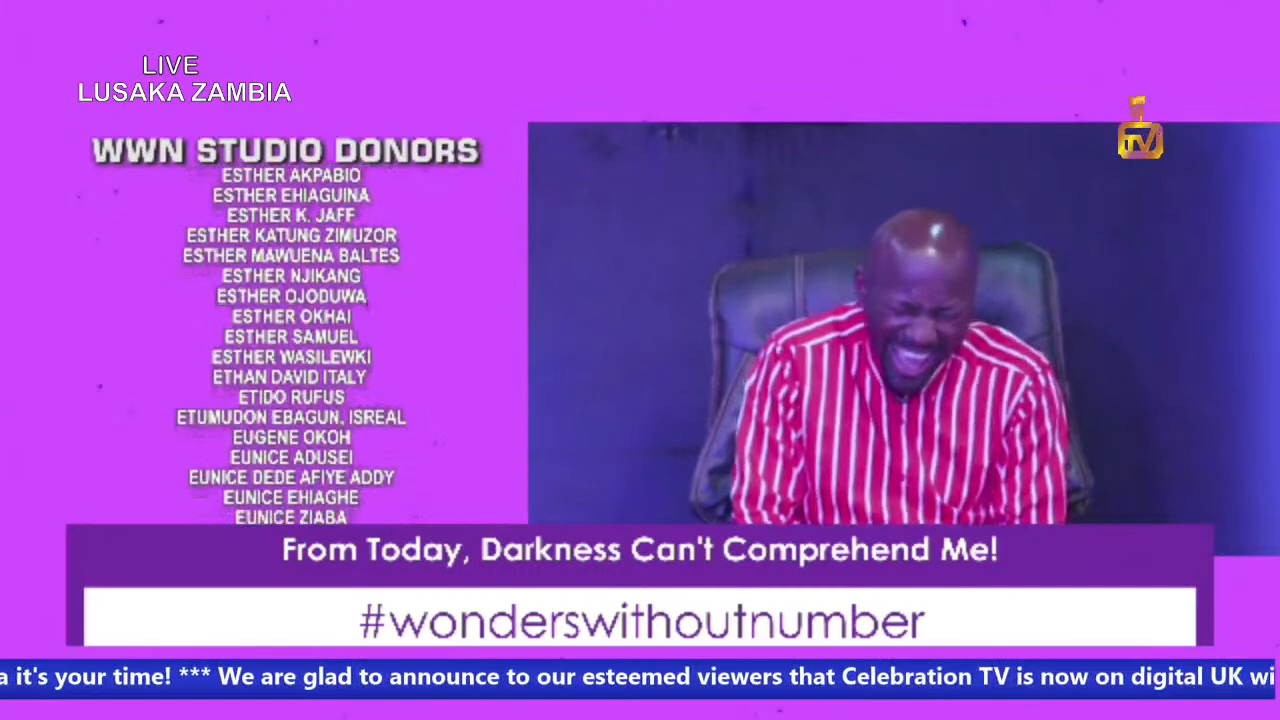 LIVE
LUSAKA ZAMBIA
1
TV
WWN STUDIO DONORS
ESTHER AKPABIO
ESTHER EHIAGUINA
ESTHER K. JAFF
ESTHER KATUNG ZIMUZOR
ESTHER MAWUENA BALTES
ESTHER NJIKANG
ESTHER OJODUWA
ESTHER OKHAI
ESTHER SAMUEL
ESTHER WASILEWKI
ETHAN DAVID ITALY
ETIDO RUFUS
ETUMUDON EBAGUN, ISREAL
EUGENE OKOH
EUNICE ADUSEI
EUNICE DEDE AFIYE ADDY
EUNICE EHIAGHE
EUNICE ZIABA
From Today, Darkness Can't Comprehend Me!
#wonderswithoutnumber
a it's your time! *** We are glad to announce to our esteemed viewers that Celebration TV is now on digital UK wi